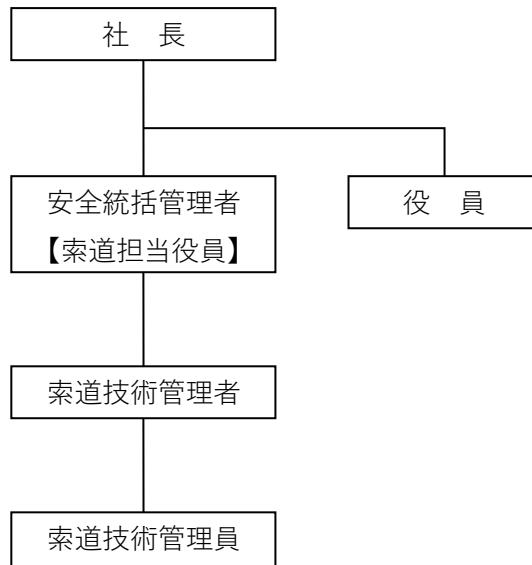 社　長
安全統括管理者
【索道担当役員】
役　員
索道技術管理者
索道技術管理員